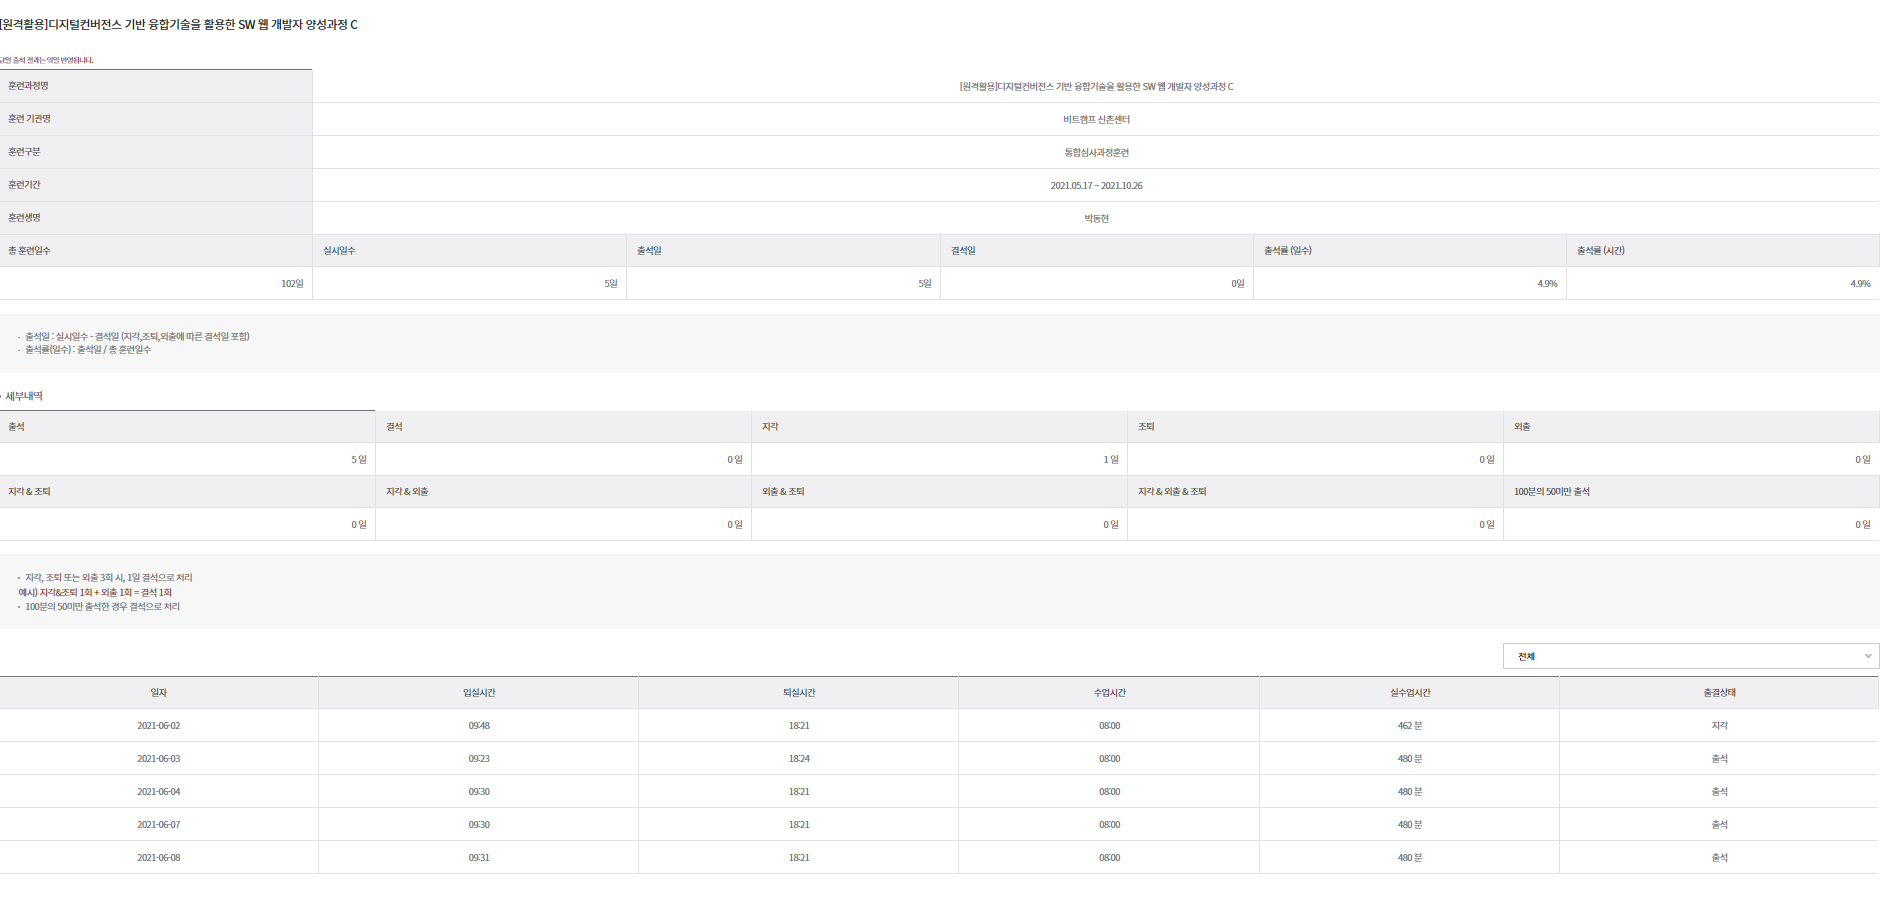 [원격활용]디지털컨버전스 기반 융합기술을 활용한 SW 웹 개발자 양성과정 C
당일 출석 결과는 익일 반영됩니다.
훈련과정명 [원격활용]디지털컨버전스 기반 융합기술을 활용한 SW 웹 개발자 양성과정 C
훈련 기관명 비트캠프 신촌센터
훈련구분 통합심사과정훈련
훈련기간 2021.05.17 ~ 2021.10.26
훈련생명 박동현
총 훈련일수 실시일수 출석일 결석일 출석률 (일수) 출석률 (시간)
102일 5일 5일 0일 4.9% 4.9%
- 출석일 : 실시일수 - 결석일 (지각,조퇴,외출에 따른 결석일 포함)
- 출석률(일수) : 출석일 / 총 훈련일수
• 세부내역
출석 결석 지각 조퇴 외출
5 일 0 일 1 일 0 일 0 일
지각 & 조퇴 지각 & 외출 외출 & 조퇴 지각 & 외출 & 조퇴 100분의 50미만 출석
0 일 0 일 0 일 0 일 0 일
· 지각, 조퇴 또는 외출 3회 시, 1일 결석으로 처리
예시) 지각&조퇴 1회 + 외출 1회 = 결석 1회
· 100분의 50미만 출석한 경우 결석으로 처리
전체
일자 입실시간 퇴실시간 수업시간 실수업시간 출결상태
2021-06-02 09:48 18:21 08:00 462 분 지각
2021-06-03 09:23 18:24 08:00 480 분 출석
2021-06-04 09:30 18:21 08:00 480 분 출석
2021-06-07 09:30 18:21 08:00 480 분 출석
2021-06-08 09:31 18:21 08:00 480 분 출석